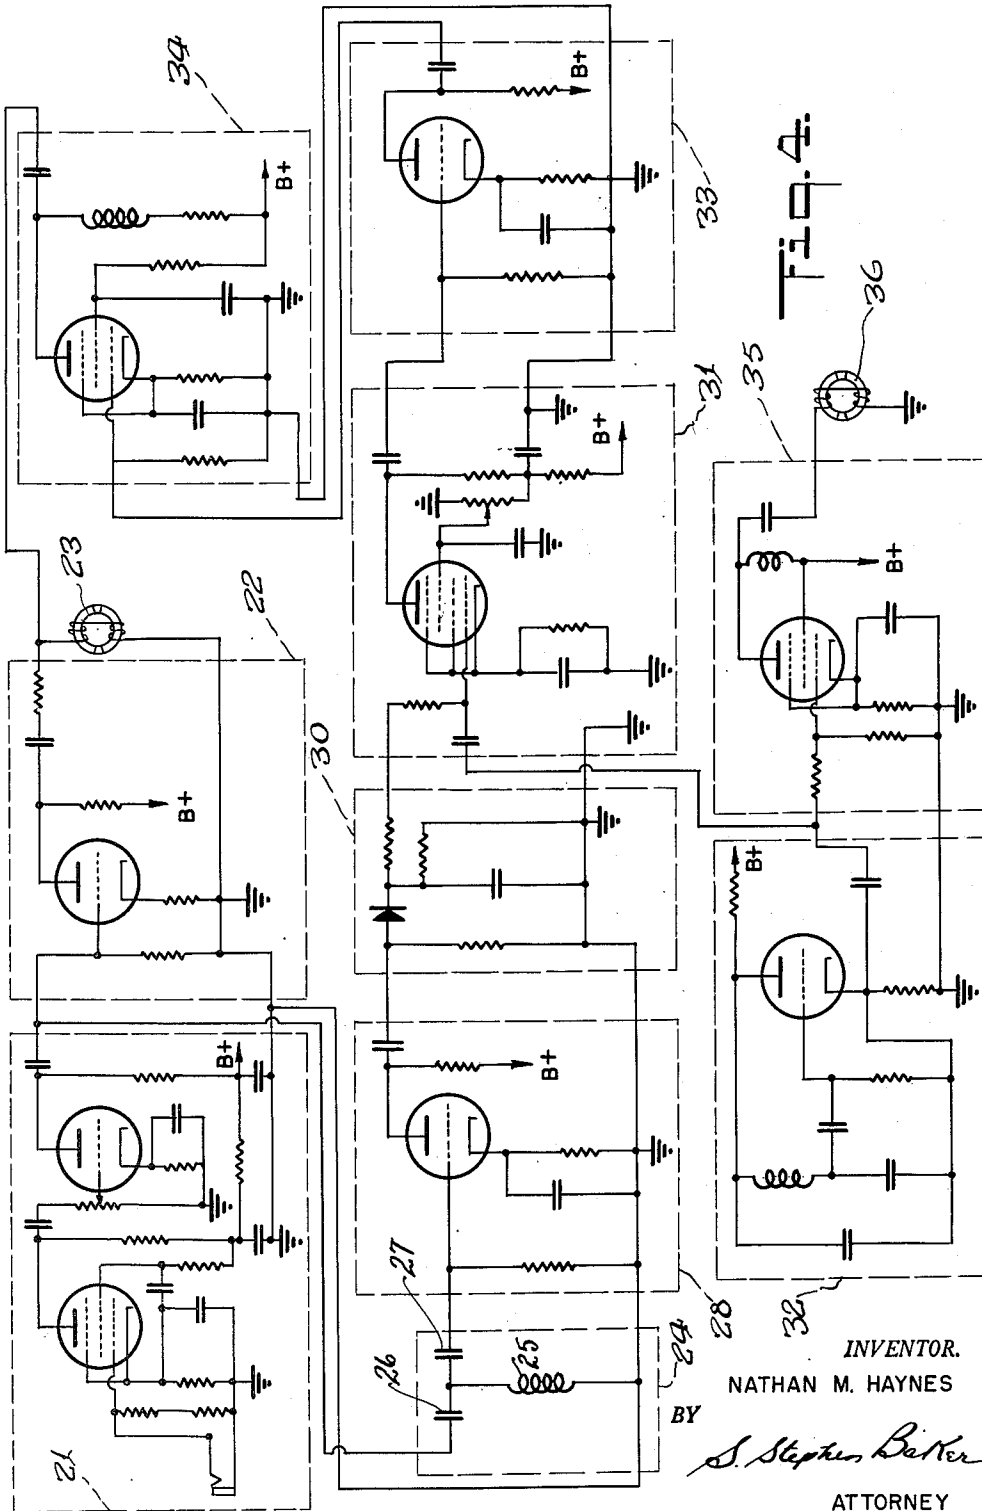 34
B+
33
B+
Fig. 4
23
22
B+
30
31
B+
36
35
B+
21
B+
B+
B+
26
27
25
24
28
32
INVENTOR.
NATHAN M. HAYNES
BY
S. Stephen Baker
ATTORNEY